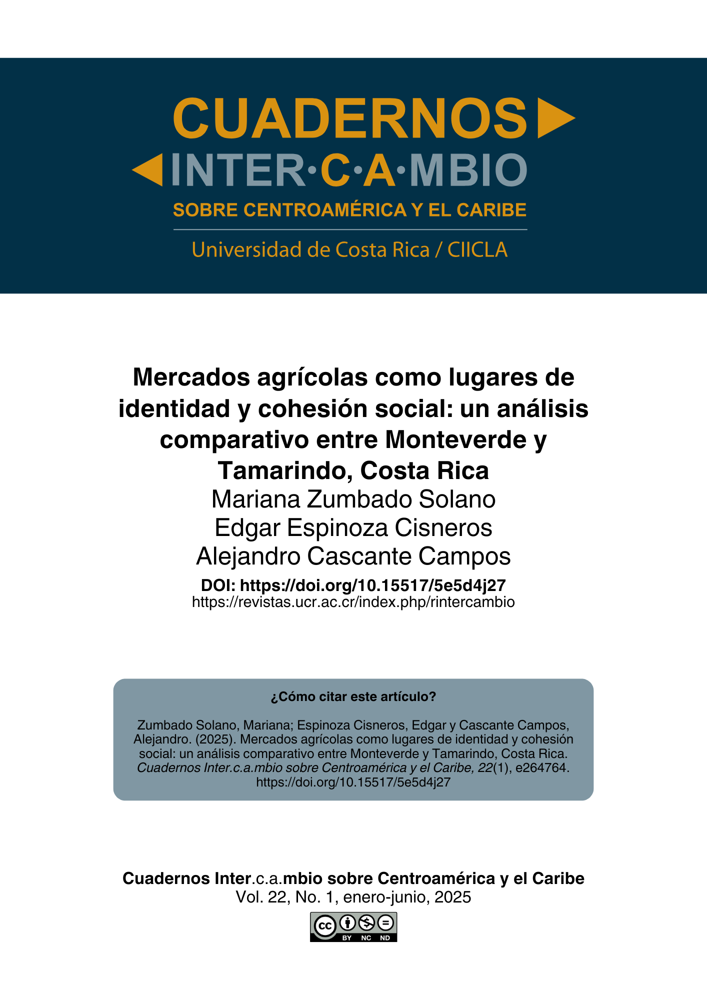 CUADERNOS
INTER·C·A·MBIO
SOBRE CENTROAMÉRICA Y EL CARIBE
Universidad de Costa Rica / CIICLA
Mercados agrícolas como lugares de
identidad y cohesión social: un análisis
comparativo entre Monteverde y
Tamarindo, Costa Rica
Mariana Zumbado Solano
Edgar Espinoza Cisneros
Alejandro Cascante Campos
DOI: https://doi.org/10.15517/5e5d4j27
https://revistas.ucr.ac.cr/index.php/rintercambio
¿Cómo citar este artículo?
Zumbado Solano, Mariana; Espinoza Cisneros, Edgar y Cascante Campos,
Alejandro. (2025). Mercados agrícolas como lugares de identidad y cohesión
social: un análisis comparativo entre Monteverde y Tamarindo, Costa Rica.
Cuadernos Inter.c.a.mbio sobre Centroamérica y el Caribe, 22(1), e264764.
https://doi.org/10.15517/5e5d4j27
Cuadernos Inter.c.a.mbio sobre Centroamérica y el Caribe
Vol. 22, No. 1, enero-junio, 2025
cc
BY NC ND